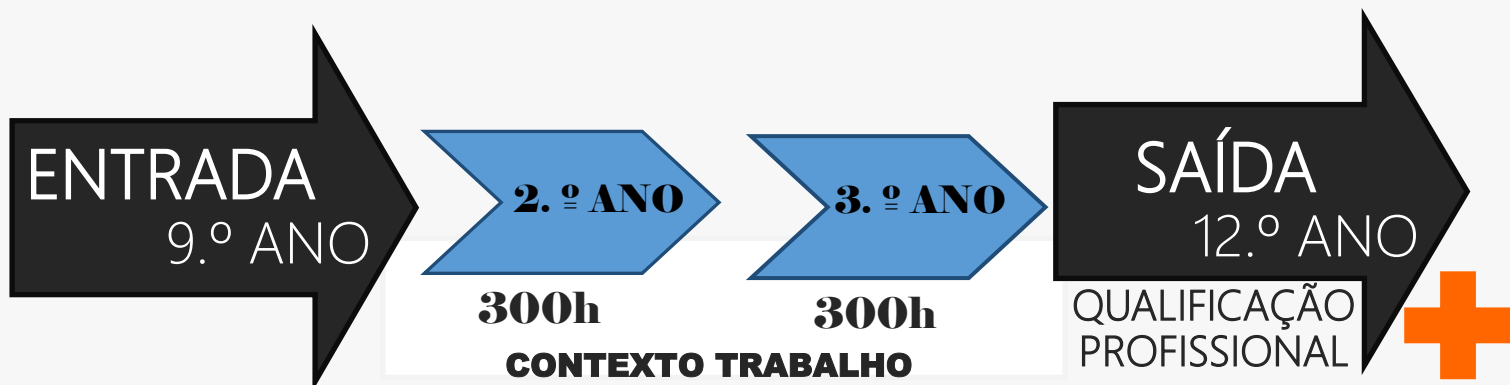 ENTRADA
9.º ANO
2. º ANO
300h
3. º ANO
300h
CONTEXTO TRABALHO
SAÍDA
12.º ANO
QUALIFICAÇÃO
PROFISSIONAL